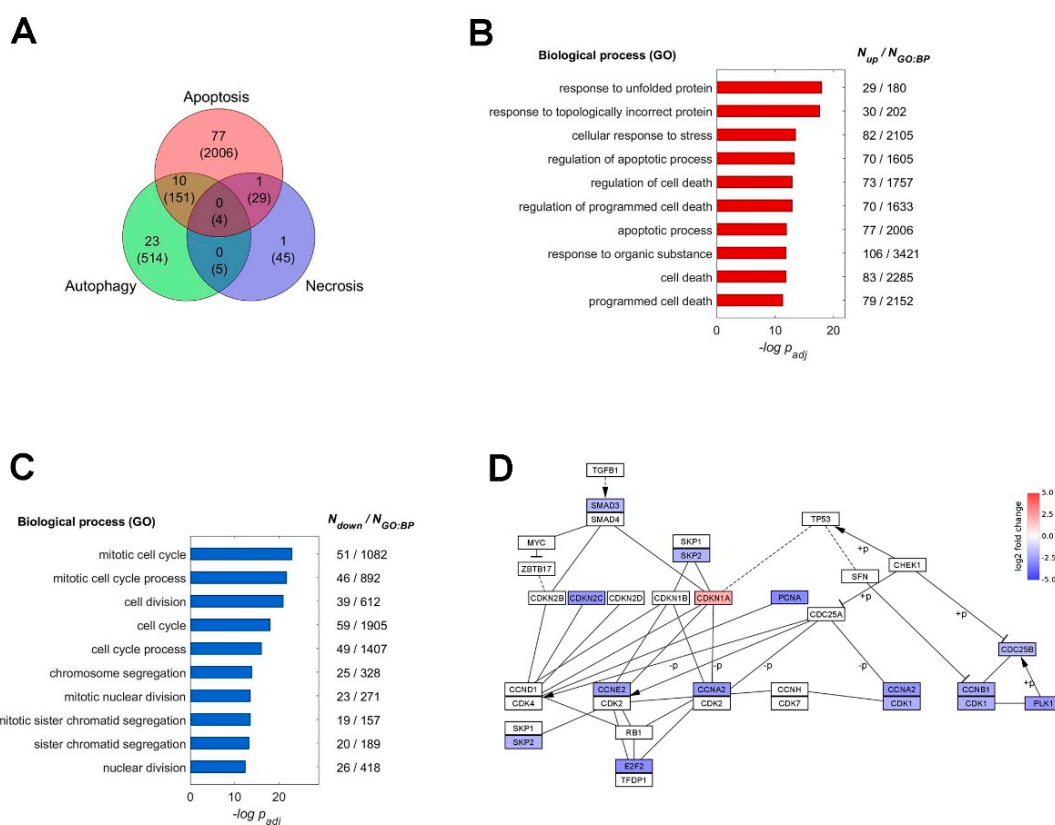 A
Apoptosis
77
(2006)
10
(151)
1
(29)
0
(4)
23
(514)
0
(5)
1
(45)
Autophagy
Necrosis
B
Biological process (GO) N_up / N_GO:BP
response to unfolded protein 29 / 180
response to topologically incorrect protein 30 / 202
cellular response to stress 82 / 2105
regulation of apoptotic process 70 / 1605
regulation of cell death 73 / 1757
regulation of programmed cell death 70 / 1633
apoptotic process 77 / 2006
response to organic substance 106 / 3421
cell death 83 / 2285
programmed cell death 79 / 2152
0 10 20
-log p_adj
C
Biological process (GO) N_down / N_GO:BP
mitotic cell cycle 51 / 1082
mitotic cell cycle process 46 / 892
cell division 39 / 612
cell cycle 59 / 1905
cell cycle process 49 / 1407
chromosome segregation 25 / 328
mitotic nuclear division 23 / 271
mitotic sister chromatid segregation 19 / 157
sister chromatid segregation 20 / 189
nuclear division 26 / 418
0 10 20
-log p_adj
D
TGFB1
SMAD3
SMAD4
MYC
ZBTB17
SKP1
SKP2
TP53
+p
CHEK1
SFN
CDKN2B CDKN2C CDKN2D CDKN1B CDKN1A PCNA
+p
CDC25A
+p
CDC25B
-p -p -p -p
+p
CCND1
CDK4
CCNE2
CDK2
CCNA2
CDK2
CCNH
CDK7
CCNA2
CDK1
CCNB1
CDK1
PLK1
SKP1
SKP2
RB1
E2F2
TFDP1
log2 fold change
5.0
2.5
0.0
-2.5
-5.0